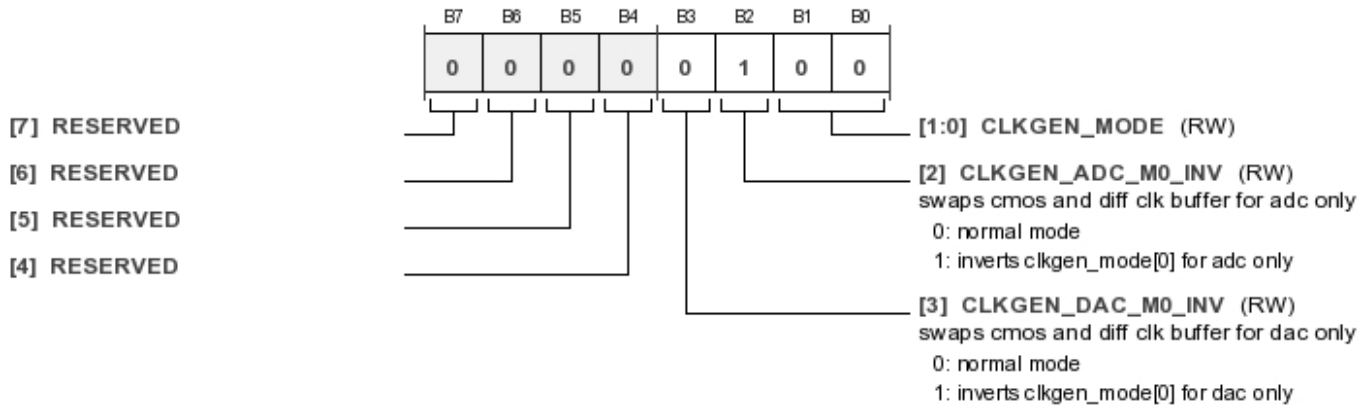 B7 B6 B5 B4 B3 B2 B1 B0
0 0 0 0 0 1 0 0
[7] RESERVED
[6] RESERVED
[5] RESERVED
[4] RESERVED
[1:0] CLKGEN_MODE (RW)
[2] CLKGEN_ADC_M0_INV (RW)
swaps cmos and diff clk buffer for adc only
0: normal mode
1: inverts clkgen_mode[0] for adc only
[3] CLKGEN_DAC_M0_INV (RW)
swaps cmos and diff clk buffer for dac only
0: normal mode
1: inverts clkgen_mode[0] for dac only